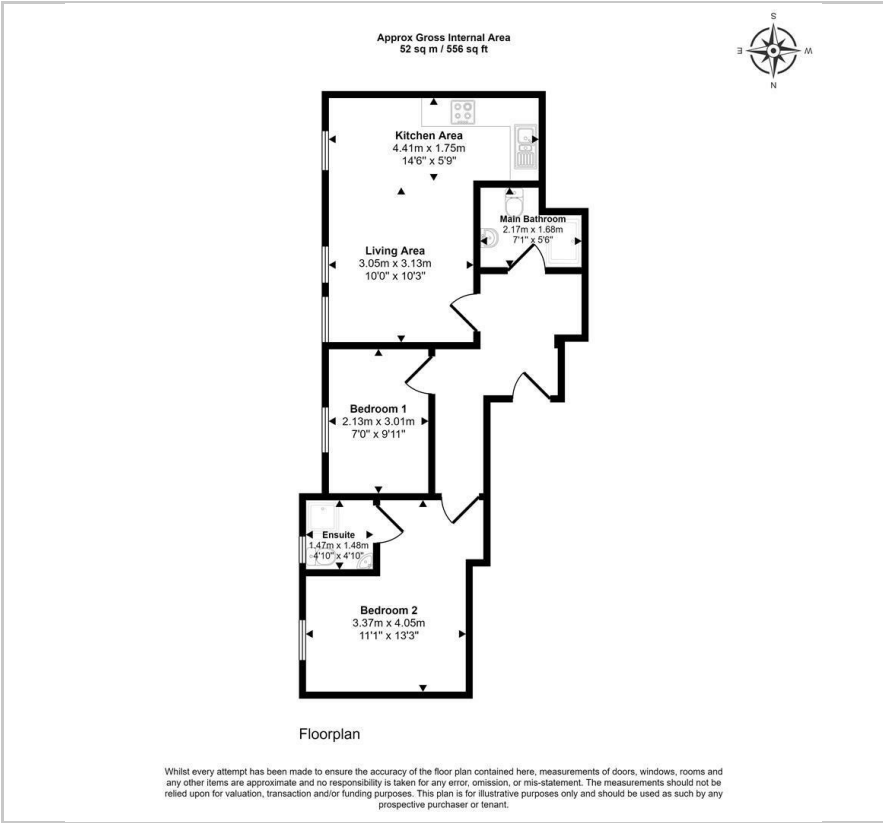 Approx Gross Internal Area
52 sq m / 556 sq ft
S
E
W
N
Kitchen Area
4.41m x 1.75m
14'6" x 5'9"
Main Bathroom
2.17m x 1.68m
7'1" x 5'6"
Living Area
3.05m x 3.13m
10'0" x 10'3"
Bedroom 1
2.13m x 3.01m
7'0" x 9'11"
Ensuite
1.47m x 1.48m
4'10" x 4'10"
Bedroom 2
3.37m x 4.05m
11'1" x 13'3"
Floorplan
Whilst every attempt has been made to ensure the accuracy of the floor plan contained here, measurements of doors, windows, rooms and
any other items are approximate and no responsibility is taken for any error, omission, or mis-statement. The measurements should not be
relied upon for valuation, transaction and/or funding purposes. This plan is for illustrative purposes only and should be used as such by any
prospective purchaser or tenant.